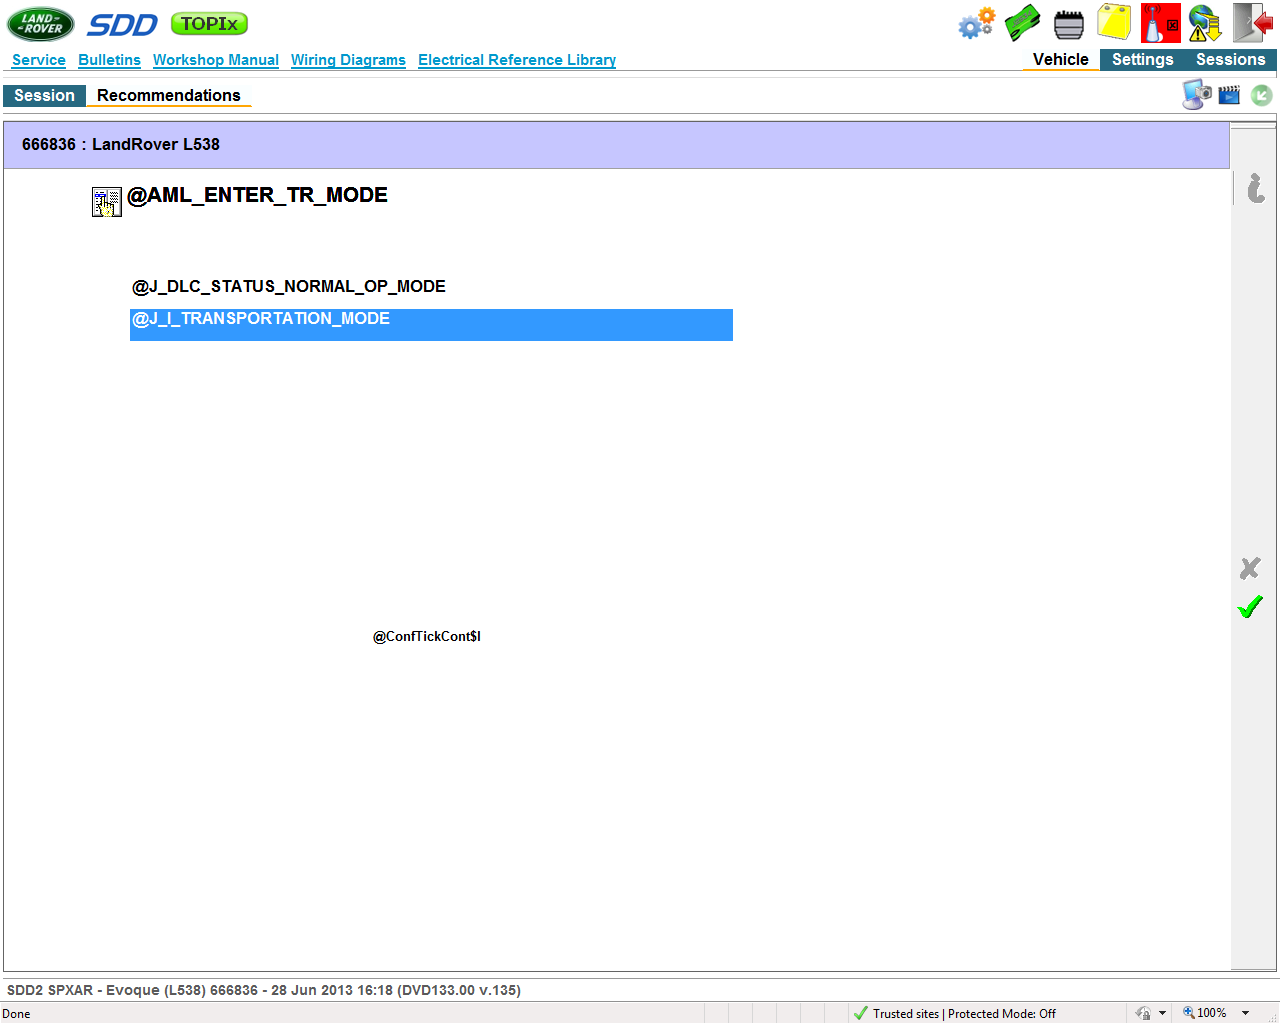 LAND-
-ROVER
SDD
TOPIx
Service Bulletins Workshop Manual Wiring Diagrams Electrical Reference Library
Vehicle Settings Sessions
Session Recommendations
666836 : LandRover L538
@AML_ENTER_TR_MODE
@J_DLC_STATUS_NORMAL_OP_MODE
@J_I_TRANSPORTATION_MODE
@ConfTickCont$I
SDD2 SPXAR - Evoque (L538) 666836 - 28 Jun 2013 16:18 (DVD133.00 v.135)
Done
Trusted sites | Protected Mode: Off
100%